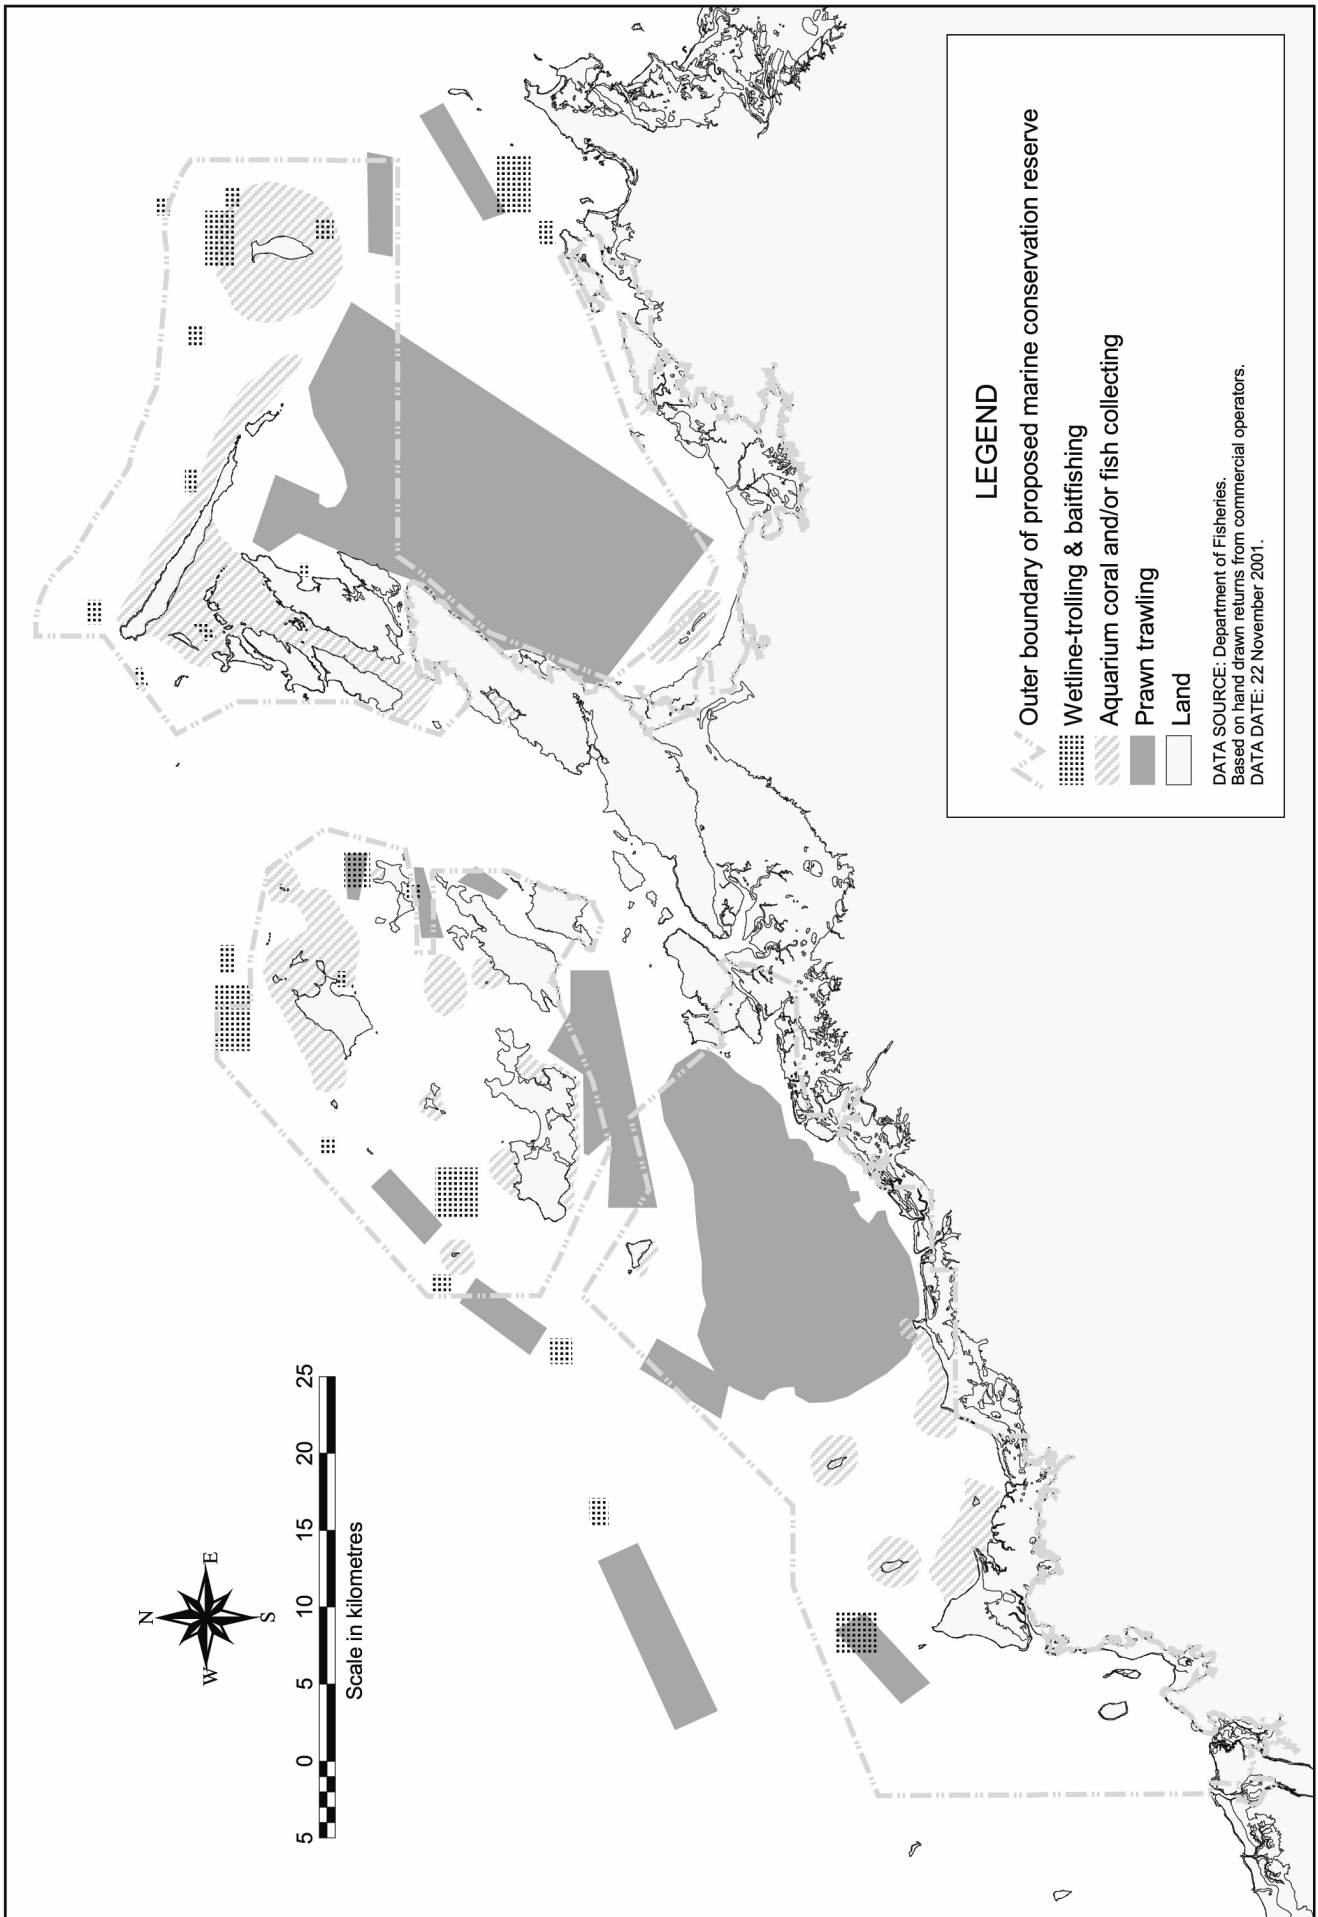 LEGEND
Outer boundary of proposed marine conservation reserve
Wetline-trolling & baitfishing
Aquarium coral and/or fish collecting
Prawn trawling
Land
DATA SOURCE: Department of Fisheries.
Based on hand drawn returns from commercial operators.
DATA DATE: 22 November 2001.
N
W E
S
5 0 5 10 15 20 25
Scale in kilometres